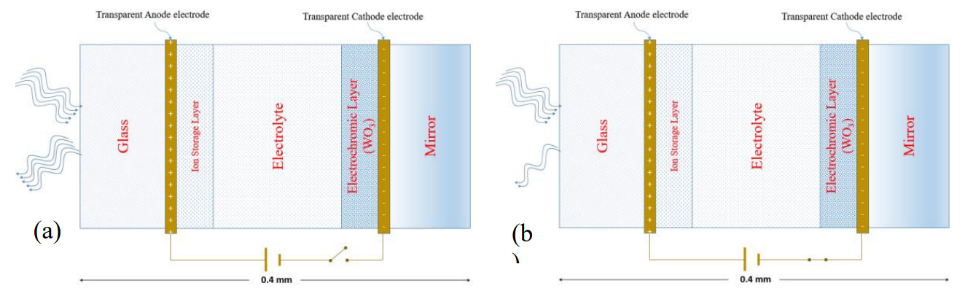 Transparent Anode electrode
Transparent Cathode electrode
Glass
Ion Storage Layer
Electrolyte
Electrochromic Layer
(WO₃)
Mirror
(a)
0.4 mm
Transparent Anode electrode
Transparent Cathode electrode
Glass
Ion Storage Layer
Electrolyte
Electrochromic Layer
(WO₃)
Mirror
(b
)
0.4 mm